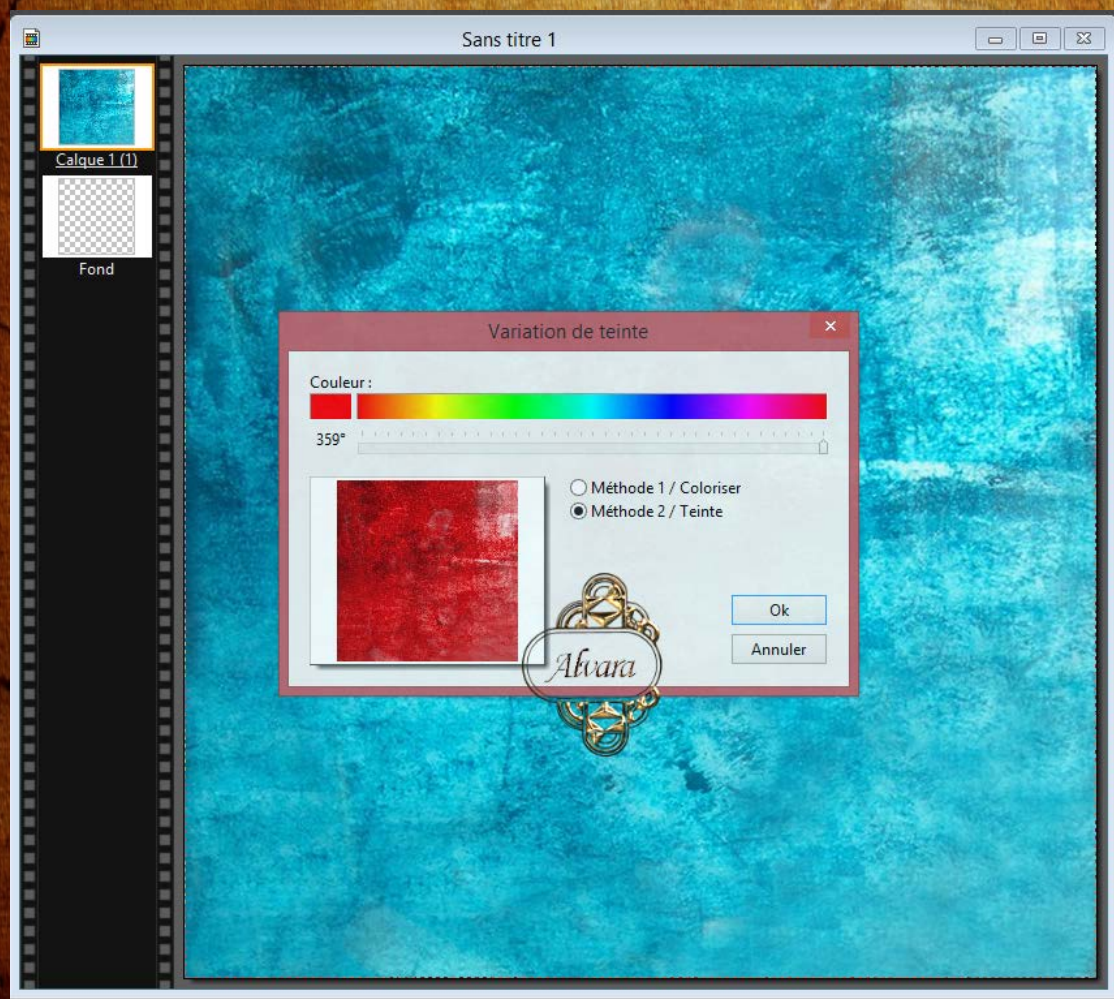 Sans titre 1
Calque 1 (1)
Fond
Variation de teinte
Couleur :
359°
Méthode 1 / Coloriser
Méthode 2 / Teinte
Ok
Annuler
Alvara